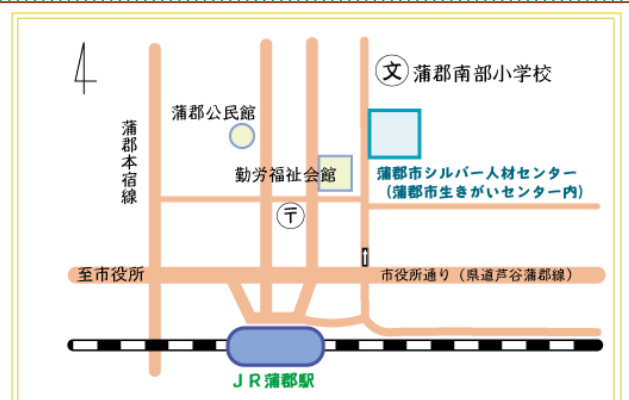 文 蒲郡南部小学校
蒲郡公民館
蒲郡本宿線
勤労福祉会館
蒲郡市シルバー人材センター
(蒲郡市生きがいセンター内)
〒
至市役所
市役所通り(県道芦谷蒲郡線)
JR蒲郡駅